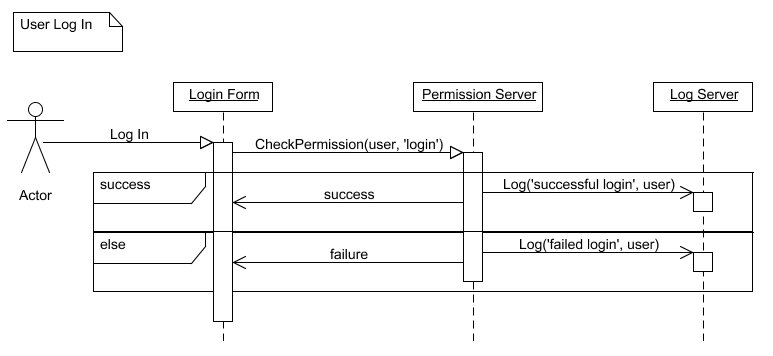 User Log In
Login Form
Permission Server
Log Server
Log In
CheckPermission(user, 'login')
Actor
success
Log('successful login', user)
success
else
Log('failed login', user)
failure